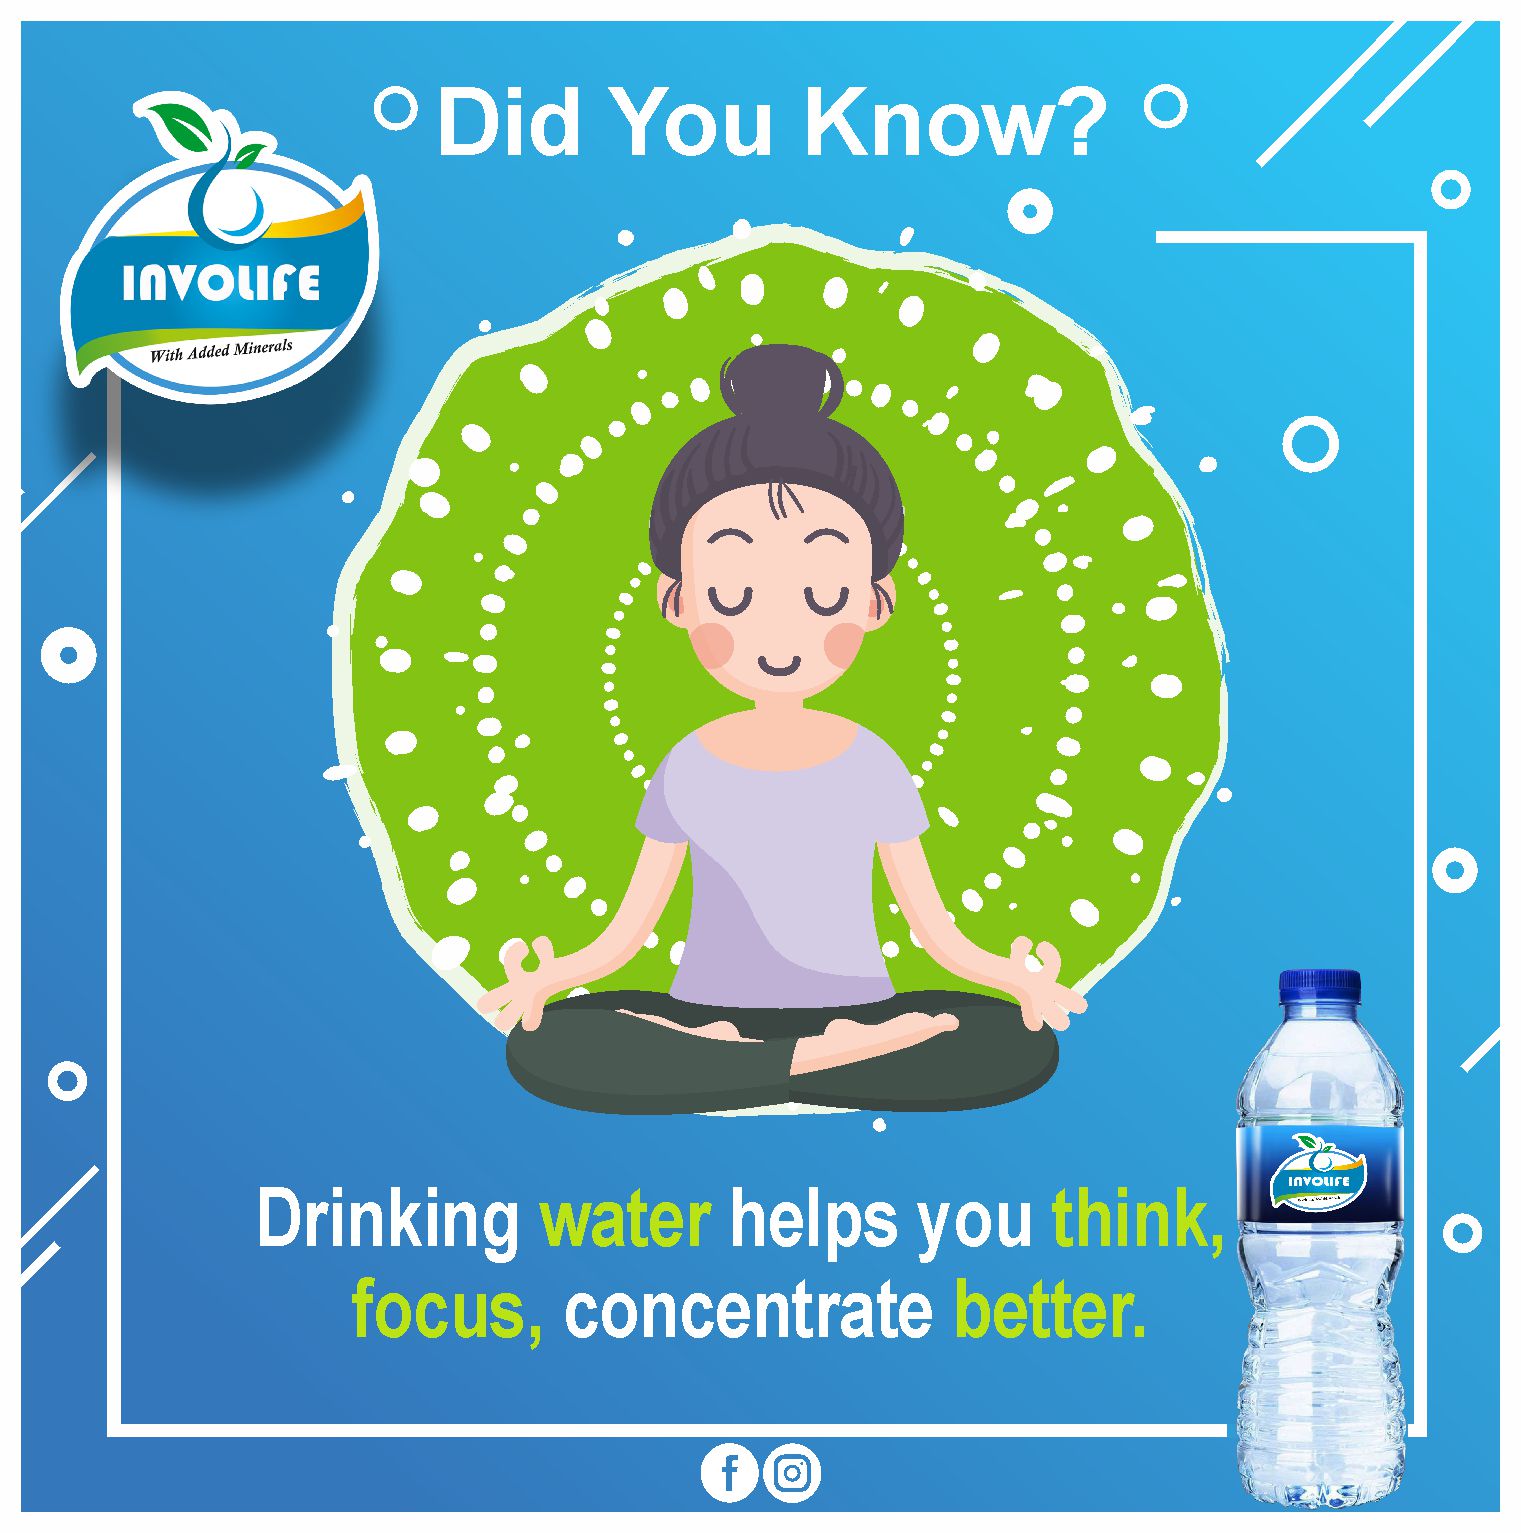 Did You Know?
INVOLIFE
With Added Minerals
Drinking water helps you think,
focus, concentrate better.
INVOLIFE